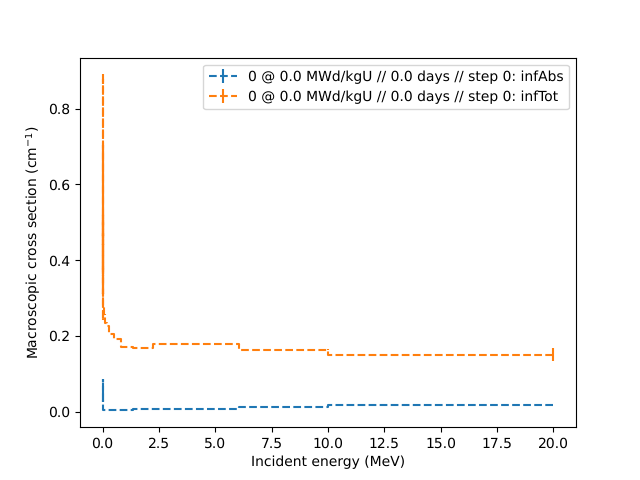 0 @ 0.0 MWd/kgU // 0.0 days // step 0: infAbs
0 @ 0.0 MWd/kgU // 0.0 days // step 0: infTot
Macroscopic cross section (cm⁻¹)
0.8
0.6
0.4
0.2
0.0
0.0 2.5 5.0 7.5 10.0 12.5 15.0 17.5 20.0
Incident energy (MeV)